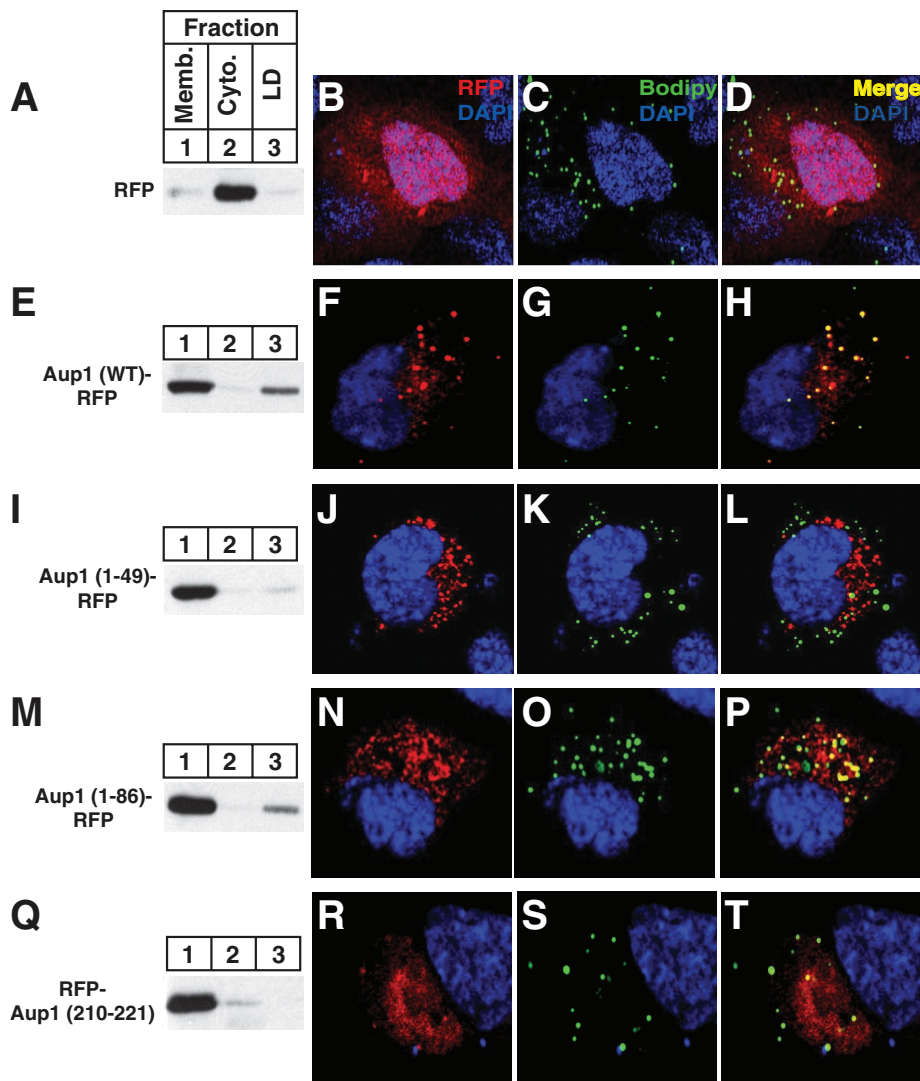 Fraction
Memb. Cyto. LD
1 2 3
A
RFP
B RFP DAPI
C Bodipy DAPI
D Merge DAPI
E
1 2 3
Aup1 (WT)-
RFP
F
G
H
I
1 2 3
Aup1 (1-49)-
RFP
J
K
L
M
1 2 3
Aup1 (1-86)-
RFP
N
O
P
Q
1 2 3
RFP-
Aup1 (210-221)
R
S
T